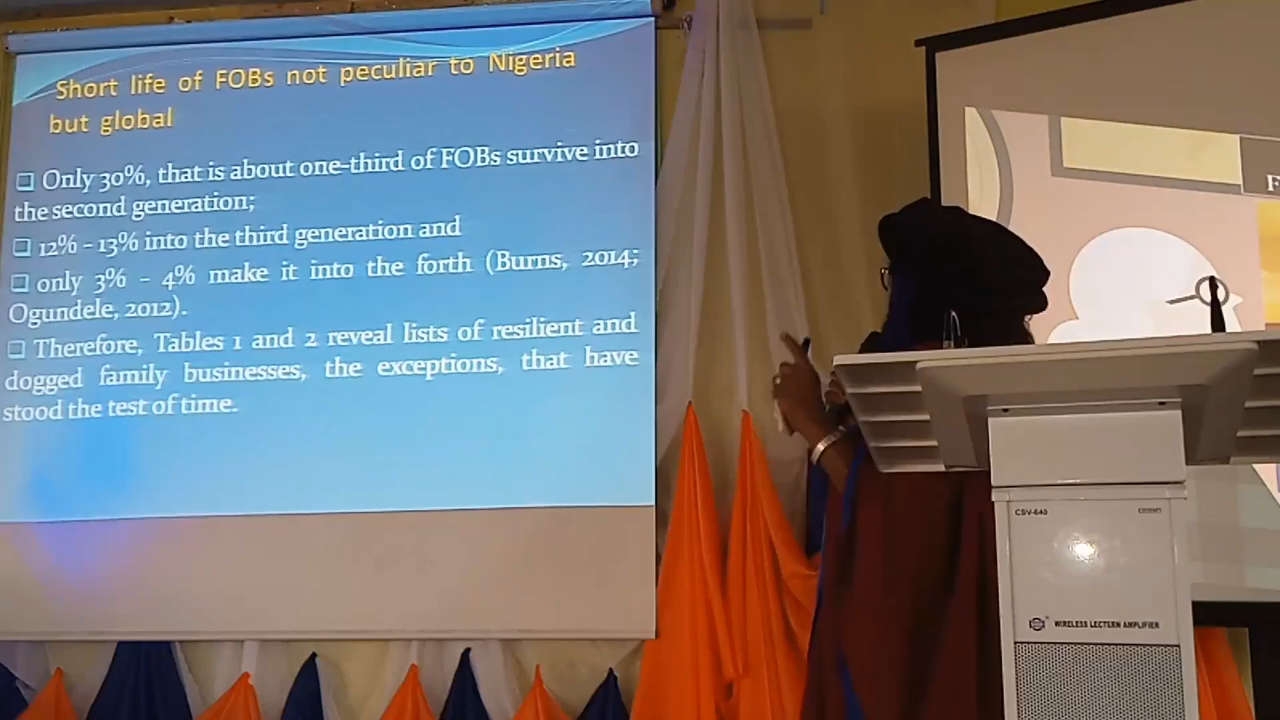 Short life of FOBs not peculiar to Nigeria
but global
Only 30%, that is about one-third of FOBs survive into
the second generation;
12% - 13% into the third generation and
only 3% - 4% make it into the forth (Burns, 2014;
Ogundele, 2012).
Therefore, Tables 1 and 2 reveal lists of resilient and
dogged family businesses, the exceptions, that have
stood the test of time.
F
CSV-640
WIRELESS LECTERN AMPLIFIER